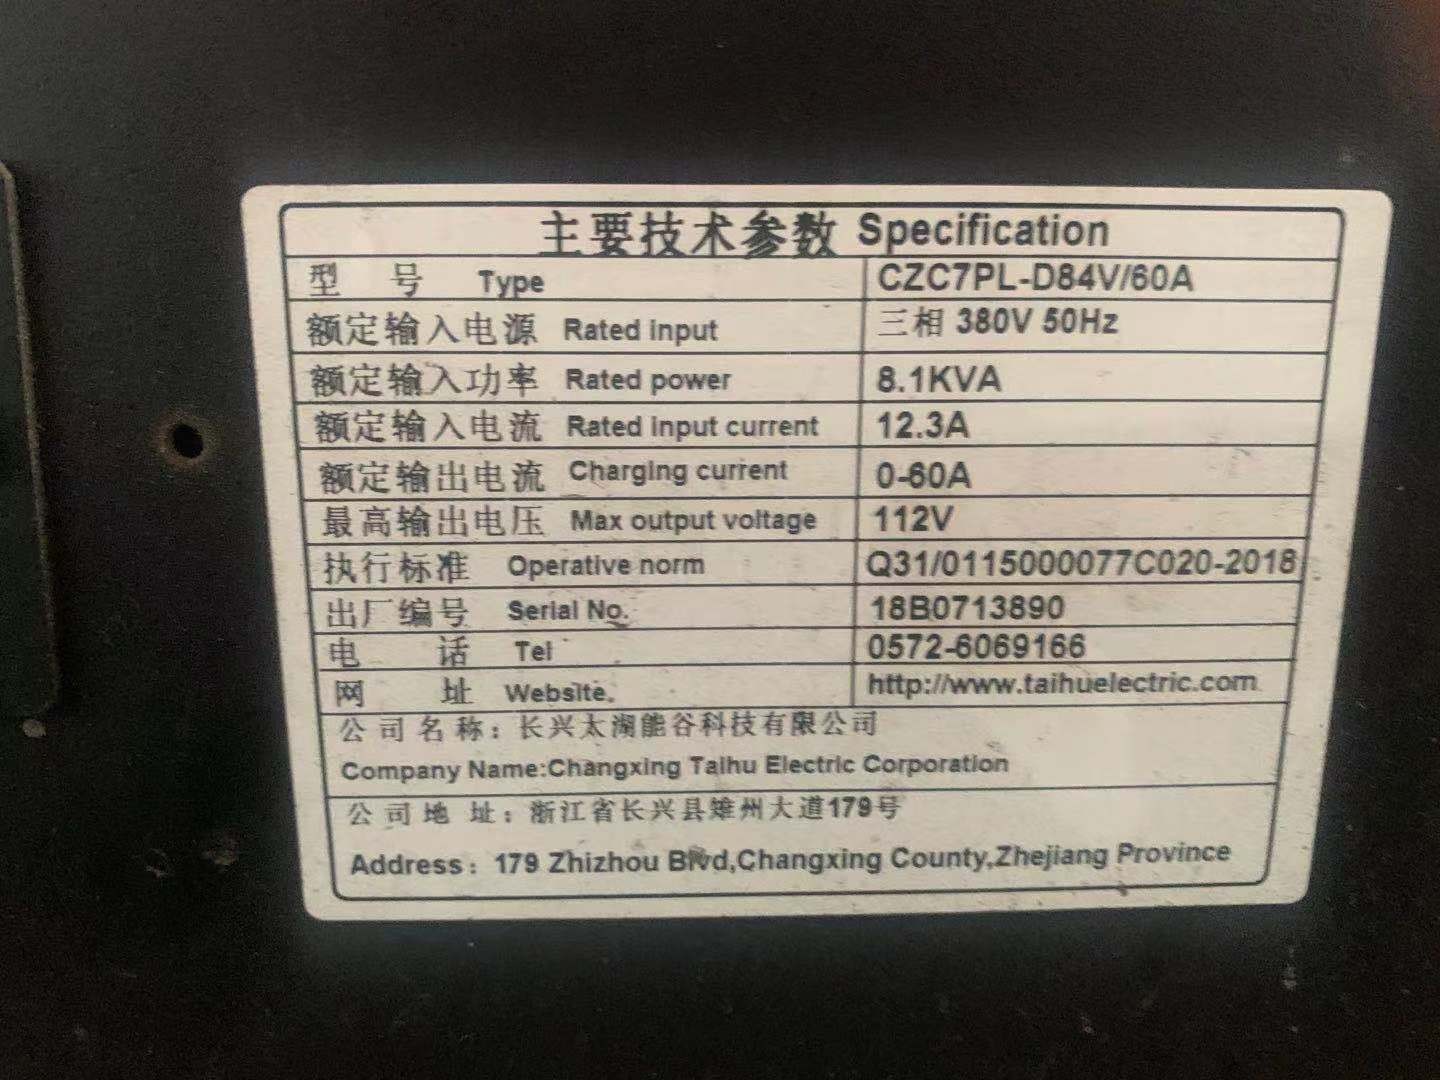 主要技术参数 Specification
型 号 Type CZC7PL-D84V/60A
额定输入电源 Rated input 三相 380V 50Hz
额定输入功率 Rated power 8.1KVA
额定输入电流 Rated input current 12.3A
额定输出电流 Charging current 0-60A
最高输出电压 Max output voltage 112V
执行标准 Operative norm Q31/0115000077C020-2018
出厂编号 Serial No. 18B0713890
电 话 Tel 0572-6069166
网 址 Website. http://www.taihuelectric.com
公司名称：长兴太湖能谷科技有限公司
Company Name:Changxing Taihu Electric Corporation
公司地址：浙江省长兴县雉州大道179号
Address：179 Zhizhou Blvd,Changxing County,Zhejiang Province